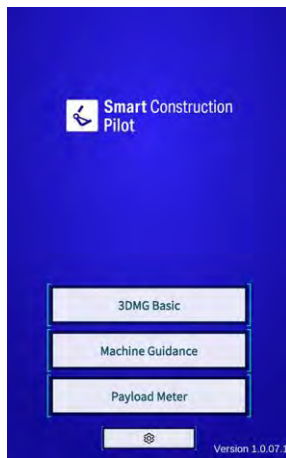 Smart Construction
Pilot
3DMG Basic
Machine Guidance
Payload Meter
Version 1.0.07.1